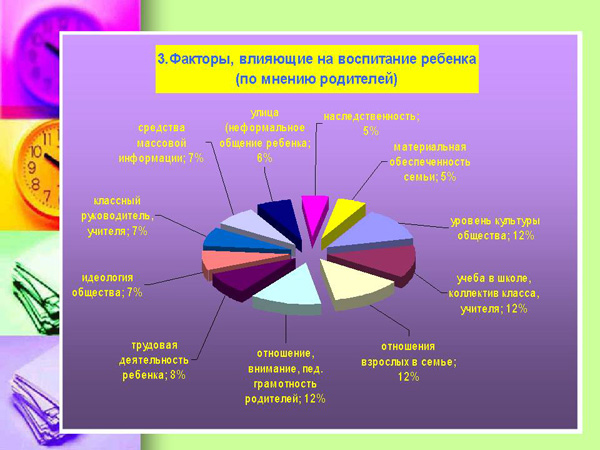 3.Факторы, влияющие на воспитание ребенка
(по мнению родителей)
улица
(неформальное
общение ребенка;
6%
наследственность;
5%
средства
массовой
информации; 7%
материальная
обеспеченность
семьи; 5%
классный
руководитель,
учителя; 7%
уровень культуры
общества; 12%
идеология
общества; 7%
учеба в школе,
коллектив класса,
учителя; 12%
трудовая
деятельность
ребенка; 8%
отношение,
внимание, пед.
грамотность
родителей; 12%
отношения
взрослых в семье;
12%